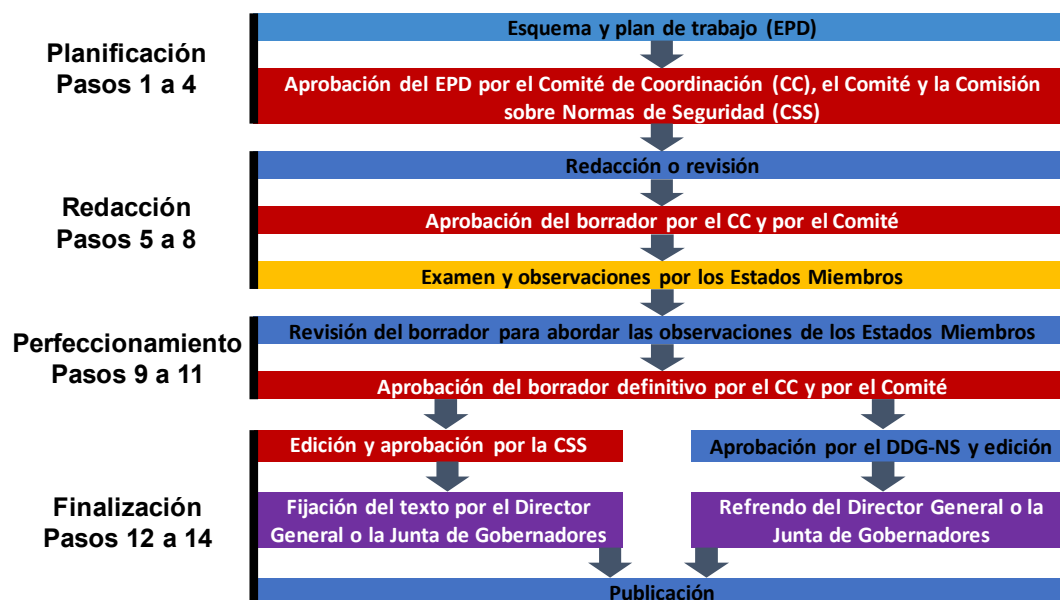 Planificación
Pasos 1 a 4
Esquema y plan de trabajo (EPD)
Aprobación del EPD por el Comité de Coordinación (CC), el Comité y la Comisión
sobre Normas de Seguridad (CSS)
Redacción
Pasos 5 a 8
Redacción o revisión
Aprobación del borrador por el CC y por el Comité
Examen y observaciones por los Estados Miembros
Perfeccionamiento
Pasos 9 a 11
Revisión del borrador para abordar las observaciones de los Estados Miembros
Aprobación del borrador definitivo por el CC y por el Comité
Finalización
Pasos 12 a 14
Edición y aprobación por la CSS
Aprobación por el DDG-NS y edición
Fijación del texto por el Director
General o la Junta de Gobernadores
Refrendo del Director General o la
Junta de Gobernadores
Publicación